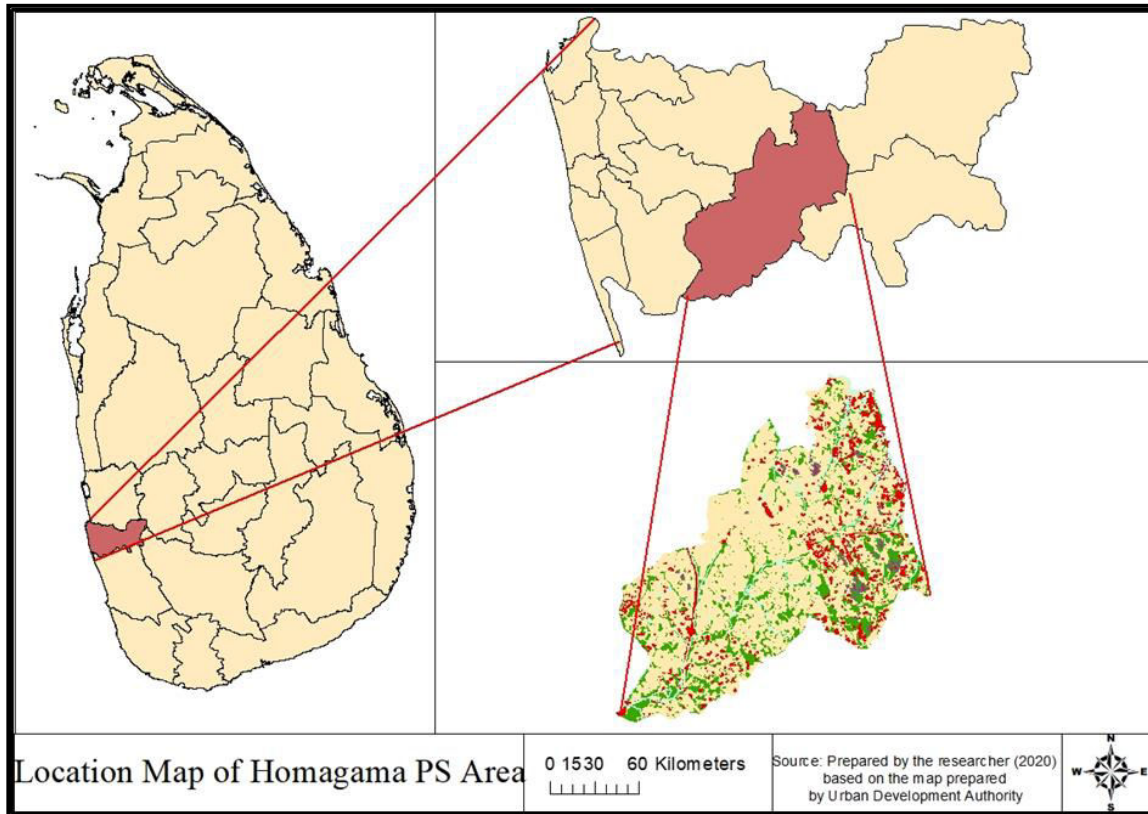 Location Map of Homagama PS Area
0 1530 60 Kilometers
Source: Prepared by the researcher (2020)
based on the map prepared
by Urban Development Authority
N
W E
S